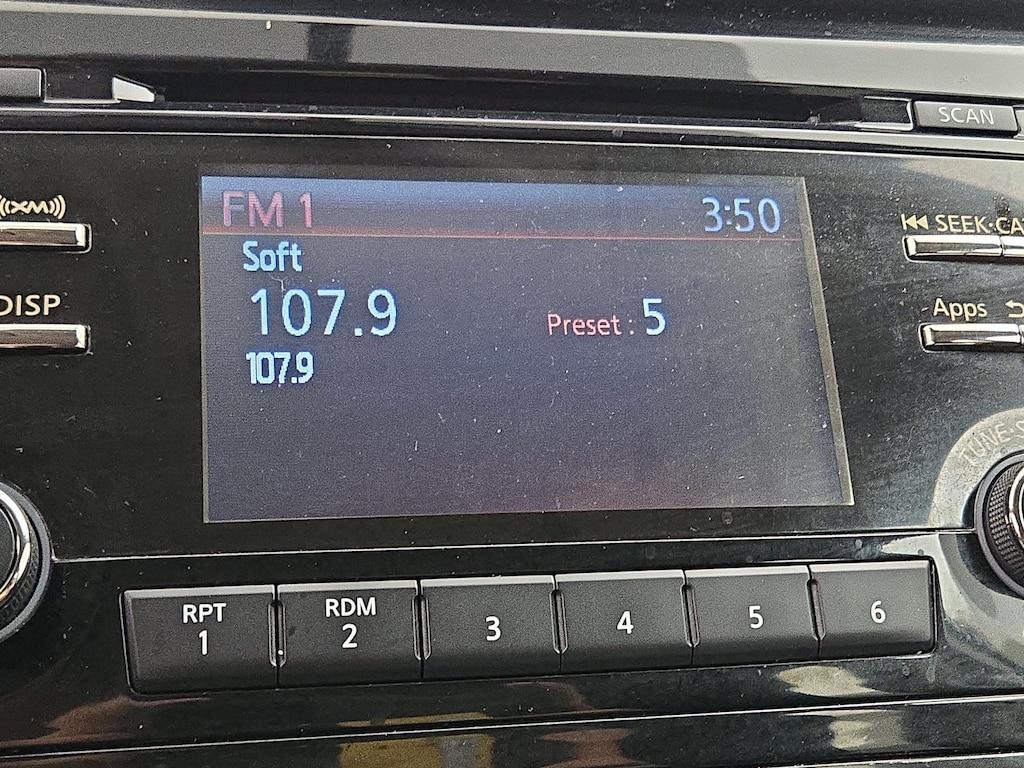 SCAN
XM
FM 1 3:50
SEEK·CA
Soft
DISP
107.9
Preset : 5
Apps
107.9
TUNE·S
RPT RDM
1 2 3 4 5 6